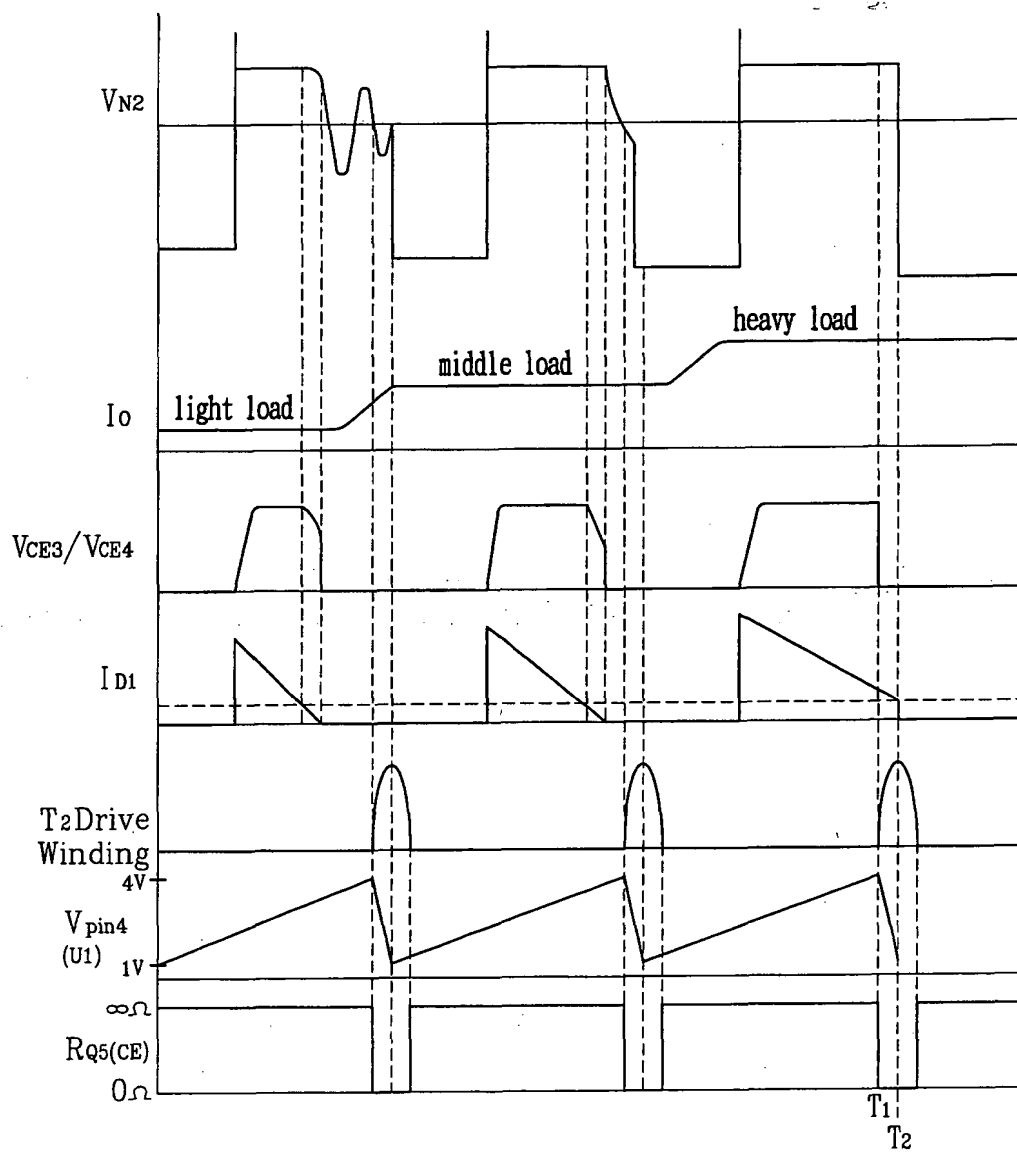 VN2
heavy load
middle load
light load
Io
VCE3/VCE4
ID1
T2Drive
Winding
4V
Vpin4
(U1)
1V
∞Ω
RQ5(CE)
0Ω
T1
T2